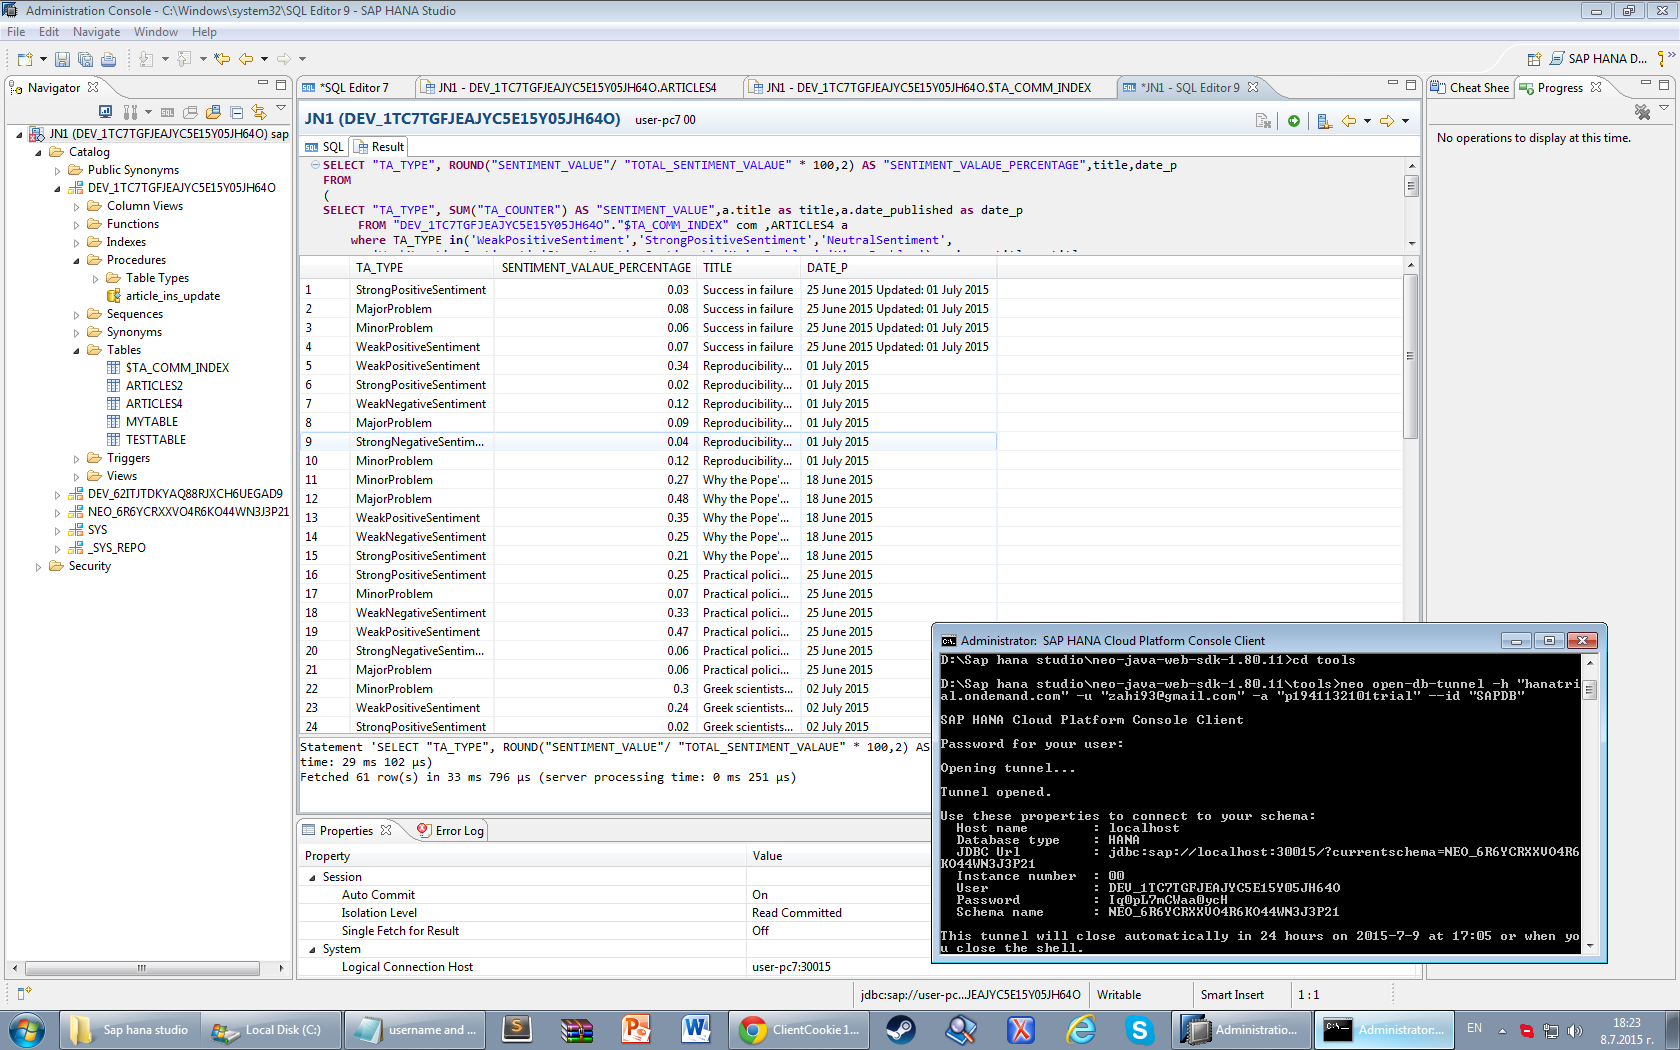 Administration Console - C:\Windows\system32\SQL Editor 9 - SAP HANA Studio
File Edit Navigate Window Help
SAP HANA D...
Navigator
JN1 (DEV_1TC7TGFJEAJYC5E15Y05JH64O) sap
Catalog
Public Synonyms
DEV_1TC7TGFJEAJYC5E15Y05JH64O
Column Views
Functions
Indexes
Procedures
Table Types
article_ins_update
Sequences
Synonyms
Tables
$TA_COMM_INDEX
ARTICLES2
ARTICLES4
MYTABLE
TESTTABLE
Triggers
Views
DEV_62ITJTDKYAQ88RJXCH6UEGAD9
NEO_6R6YCRXXVO4R6KO44WN3J3P21
SYS
_SYS_REPO
Security
*SQL Editor 7 JN1 - DEV_1TC7TGFJEAJYC5E15Y05JH64O.ARTICLES4 JN1 - DEV_1TC7TGFJEAJYC5E15Y05JH64O.$TA_COMM_INDEX *JN1 - SQL Editor 9
JN1 (DEV_1TC7TGFJEAJYC5E15Y05JH64O) user-pc7 00
SQL Result
SELECT "TA_TYPE", ROUND("SENTIMENT_VALUE"/ "TOTAL_SENTIMENT_VALAUE" * 100,2) AS "SENTIMENT_VALAUE_PERCENTAGE",title,date_p
FROM
(
SELECT "TA_TYPE", SUM("TA_COUNTER") AS "SENTIMENT_VALUE",a.title as title,a.date_published as date_p
FROM "DEV_1TC7TGFJEAJYC5E15Y05JH64O"."$TA_COMM_INDEX" com ,ARTICLES4 a
where TA_TYPE in('WeakPositiveSentiment','StrongPositiveSentiment','NeutralSentiment',
TA_TYPE SENTIMENT_VALAUE_PERCENTAGE TITLE DATE_P
1 StrongPositiveSentiment 0.03 Success in failure 25 June 2015 Updated: 01 July 2015
2 MajorProblem 0.08 Success in failure 25 June 2015 Updated: 01 July 2015
3 MinorProblem 0.06 Success in failure 25 June 2015 Updated: 01 July 2015
4 WeakPositiveSentiment 0.07 Success in failure 25 June 2015 Updated: 01 July 2015
5 WeakPositiveSentiment 0.34 Reproducibility... 01 July 2015
6 StrongPositiveSentiment 0.02 Reproducibility... 01 July 2015
7 WeakNegativeSentiment 0.12 Reproducibility... 01 July 2015
8 MajorProblem 0.09 Reproducibility... 01 July 2015
9 StrongNegativeSentim... 0.04 Reproducibility... 01 July 2015
10 MinorProblem 0.12 Reproducibility... 01 July 2015
11 MinorProblem 0.27 Why the Pope'... 18 June 2015
12 MajorProblem 0.48 Why the Pope'... 18 June 2015
13 WeakPositiveSentiment 0.35 Why the Pope'... 18 June 2015
14 WeakNegativeSentiment 0.25 Why the Pope'... 18 June 2015
15 StrongPositiveSentiment 0.21 Why the Pope'... 18 June 2015
16 StrongPositiveSentiment 0.25 Practical polici... 25 June 2015
17 MinorProblem 0.07 Practical polici... 25 June 2015
18 WeakNegativeSentiment 0.33 Practical polici... 25 June 2015
19 WeakPositiveSentiment 0.47 Practical polici... 25 June 2015
20 StrongNegativeSentim... 0.06 Practical polici... 25 June 2015
21 MajorProblem 0.06 Practical polici... 25 June 2015
22 MinorProblem 0.3 Greek scientists... 02 July 2015
23 WeakPositiveSentiment 0.24 Greek scientists... 02 July 2015
24 StrongPositiveSentiment 0.02 Greek scientists... 02 July 2015
Statement 'SELECT "TA_TYPE", ROUND("SENTIMENT_VALUE"/ "TOTAL_SENTIMENT_VALAUE" * 100,2) AS
time: 29 ms 102 µs)
Fetched 61 row(s) in 33 ms 796 µs (server processing time: 0 ms 251 µs)
Properties Error Log
Property Value
Session
Auto Commit On
Isolation Level Read Committed
Single Fetch for Result Off
System
Logical Connection Host user-pc7:30015
Cheat Shee Progress
No operations to display at this time.
Administrator: SAP HANA Cloud Platform Console Client
D:\Sap hana studio\neo-java-web-sdk-1.80.11>cd tools
D:\Sap hana studio\neo-java-web-sdk-1.80.11\tools>neo open-db-tunnel -h "hanatri
al.ondemand.com" -u "zahi93@gmail.com" -a "p1941132101trial" --id "SAPDB"
SAP HANA Cloud Platform Console Client
Password for your user:
Opening tunnel...
Tunnel opened.
Use these properties to connect to your schema:
Host name : localhost
Database type : HANA
JDBC Url : jdbc:sap://localhost:30015/?currentschema=NEO_6R6YCRXXVO4R6
KO44WN3J3P21
Instance number : 00
User : DEV_1TC7TGFJEAJYC5E15Y05JH64O
Password : Iq0pL7mCWaa0ycH
Schema name : NEO_6R6YCRXXVO4R6KO44WN3J3P21
This tunnel will close automatically in 24 hours on 2015-7-9 at 17:05 or when yo
u close the shell.
jdbc:sap://user-pc...JEAJYC5E15Y05JH64O Writable Smart Insert 1 : 1
Sap hana studio Local Disk (C:) username and ... ClientCookie 1... Administratio... Administrator:... EN 18:23
8.7.2015 г.